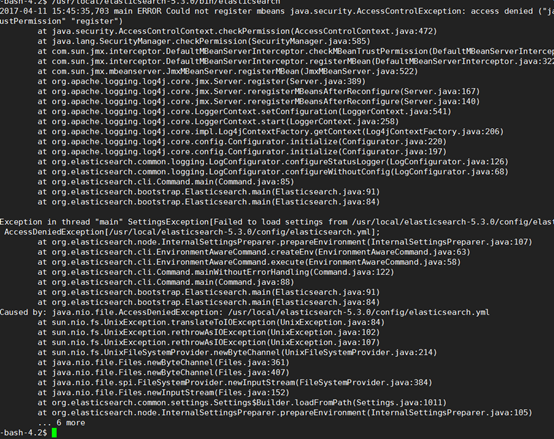 -bash-4.2$ /usr/local/elasticsearch-5.3.0/bin/elasticsearch
2017-04-11 15:45:35,703 main ERROR Could not register mbeans java.security.AccessControlException: access denied ("ja
ustPermission" "register")
at java.security.AccessControlContext.checkPermission(AccessControlContext.java:472)
at java.lang.SecurityManager.checkPermission(SecurityManager.java:585)
at com.sun.jmx.interceptor.DefaultMBeanServerInterceptor.checkMBeanTrustPermission(DefaultMBeanServerIntercep
at com.sun.jmx.interceptor.DefaultMBeanServerInterceptor.registerMBean(DefaultMBeanServerInterceptor.java:322
at com.sun.jmx.mbeanserver.JmxMBeanServer.registerMBean(JmxMBeanServer.java:522)
at org.apache.logging.log4j.core.jmx.Server.register(Server.java:389)
at org.apache.logging.log4j.core.jmx.Server.reregisterMBeansAfterReconfigure(Server.java:167)
at org.apache.logging.log4j.core.jmx.Server.reregisterMBeansAfterReconfigure(Server.java:140)
at org.apache.logging.log4j.core.LoggerContext.setConfiguration(LoggerContext.java:541)
at org.apache.logging.log4j.core.LoggerContext.start(LoggerContext.java:258)
at org.apache.logging.log4j.core.impl.Log4jContextFactory.getContext(Log4jContextFactory.java:206)
at org.apache.logging.log4j.core.config.Configurator.initialize(Configurator.java:220)
at org.apache.logging.log4j.core.config.Configurator.initialize(Configurator.java:197)
at org.elasticsearch.common.logging.LogConfigurator.configureStatusLogger(LogConfigurator.java:126)
at org.elasticsearch.common.logging.LogConfigurator.configureWithoutConfig(LogConfigurator.java:68)
at org.elasticsearch.cli.Command.main(Command.java:85)
at org.elasticsearch.bootstrap.Elasticsearch.main(Elasticsearch.java:91)
at org.elasticsearch.bootstrap.Elasticsearch.main(Elasticsearch.java:84)
Exception in thread "main" SettingsException[Failed to load settings from /usr/local/elasticsearch-5.3.0/config/elast
AccessDeniedException[/usr/local/elasticsearch-5.3.0/config/elasticsearch.yml];
at org.elasticsearch.node.InternalSettingsPreparer.prepareEnvironment(InternalSettingsPreparer.java:107)
at org.elasticsearch.cli.EnvironmentAwareCommand.createEnv(EnvironmentAwareCommand.java:63)
at org.elasticsearch.cli.EnvironmentAwareCommand.execute(EnvironmentAwareCommand.java:58)
at org.elasticsearch.cli.Command.mainWithoutErrorHandling(Command.java:122)
at org.elasticsearch.cli.Command.main(Command.java:88)
at org.elasticsearch.bootstrap.Elasticsearch.main(Elasticsearch.java:91)
at org.elasticsearch.bootstrap.Elasticsearch.main(Elasticsearch.java:84)
Caused by: java.nio.file.AccessDeniedException: /usr/local/elasticsearch-5.3.0/config/elasticsearch.yml
at sun.nio.fs.UnixException.translateToIOException(UnixException.java:84)
at sun.nio.fs.UnixException.rethrowAsIOException(UnixException.java:102)
at sun.nio.fs.UnixException.rethrowAsIOException(UnixException.java:107)
at sun.nio.fs.UnixFileSystemProvider.newByteChannel(UnixFileSystemProvider.java:214)
at java.nio.file.Files.newByteChannel(Files.java:361)
at java.nio.file.Files.newByteChannel(Files.java:407)
at java.nio.file.spi.FileSystemProvider.newInputStream(FileSystemProvider.java:384)
at java.nio.file.Files.newInputStream(Files.java:152)
at org.elasticsearch.common.settings.Settings$Builder.loadFromPath(Settings.java:1011)
at org.elasticsearch.node.InternalSettingsPreparer.prepareEnvironment(InternalSettingsPreparer.java:105)
... 6 more
-bash-4.2$